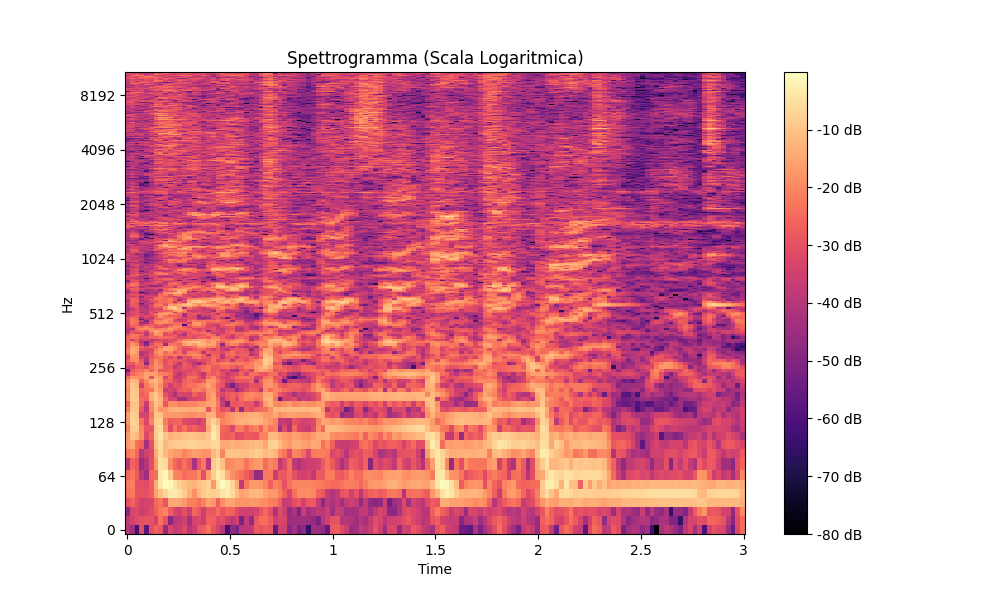 Spettrogramma (Scala Logaritmica)
Hz
8192
4096
2048
1024
512
256
128
64
0
0
0.5
1
1.5
2
2.5
3
Time
-10 dB
-20 dB
-30 dB
-40 dB
-50 dB
-60 dB
-70 dB
-80 dB